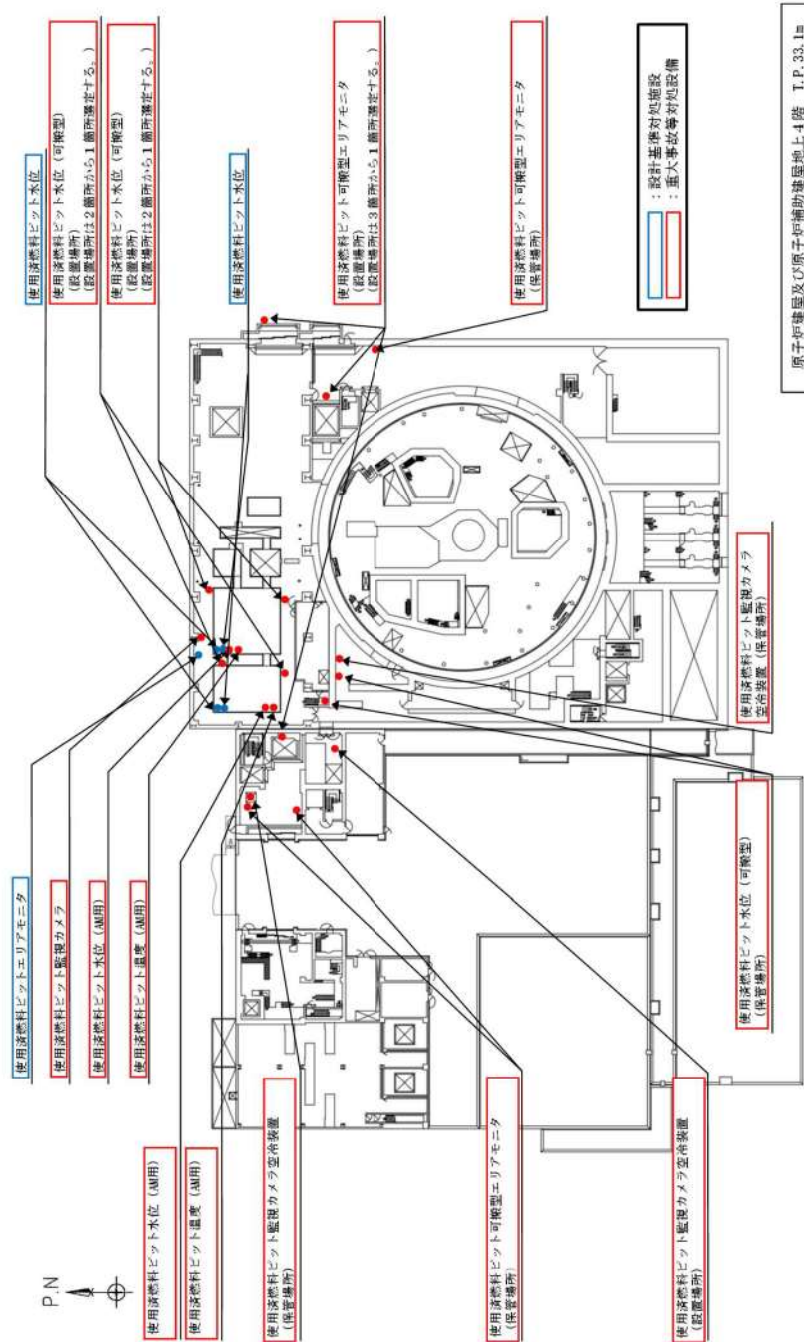 使用済燃料ピット水位
使用済燃料ピット水位（可搬型）
（設置場所）
（設置場所は2箇所から1箇所選定する。）
使用済燃料ピット水位（可搬型）
（設置場所）
（設置場所は2箇所から1箇所選定する。）
使用済燃料ピット水位
使用済燃料ピット可搬型エリアモニタ
（設置場所）
（設置場所は3箇所から1箇所選定する。）
使用済燃料ピット可搬型エリアモニタ
（保管場所）
：設計基準対処施設
：重大事故等対処設備
原子炉建屋及び原子炉補助建屋地上4階　T.P.33.1m
使用済燃料ピットエリアモニタ
使用済燃料ピット監視カメラ
使用済燃料ピット水位（AM用）
使用済燃料ピット温度（AM用）
使用済燃料ピット監視カメラ
空冷装置（保管場所）
使用済燃料ピット水位（可搬型）
（保管場所）
P.N
使用済燃料ピット水位（AM用）
使用済燃料ピット温度（AM用）
使用済燃料ピット監視カメラ空冷装置
（保管場所）
使用済燃料ピット可搬型エリアモニタ
（保管場所）
使用済燃料ピット監視カメラ空冷装置
（設置場所）